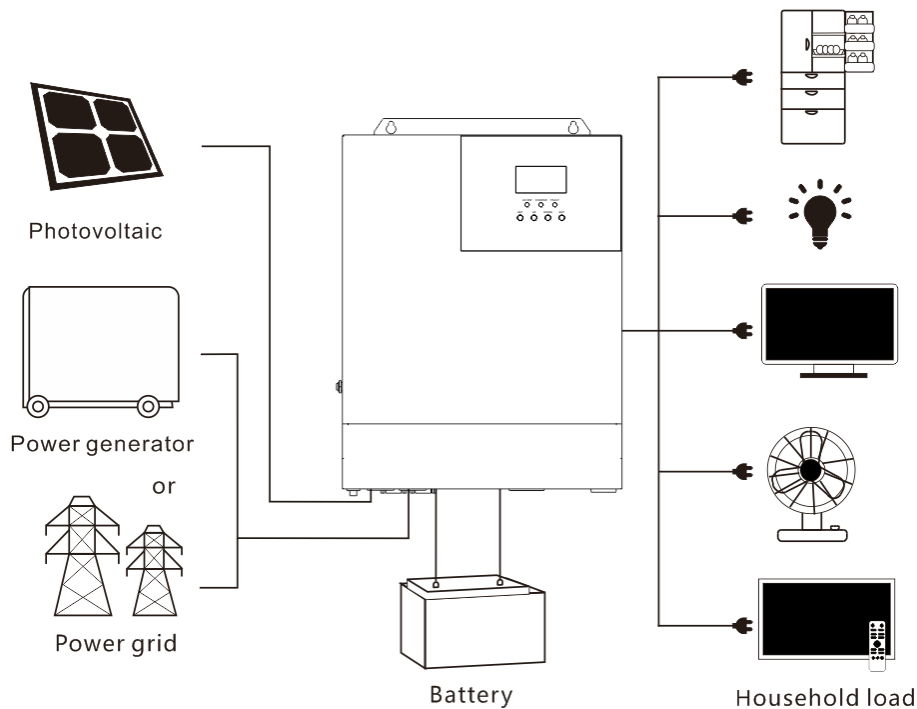 Photovoltaic
Power generator
or
Power grid
Battery
Household load